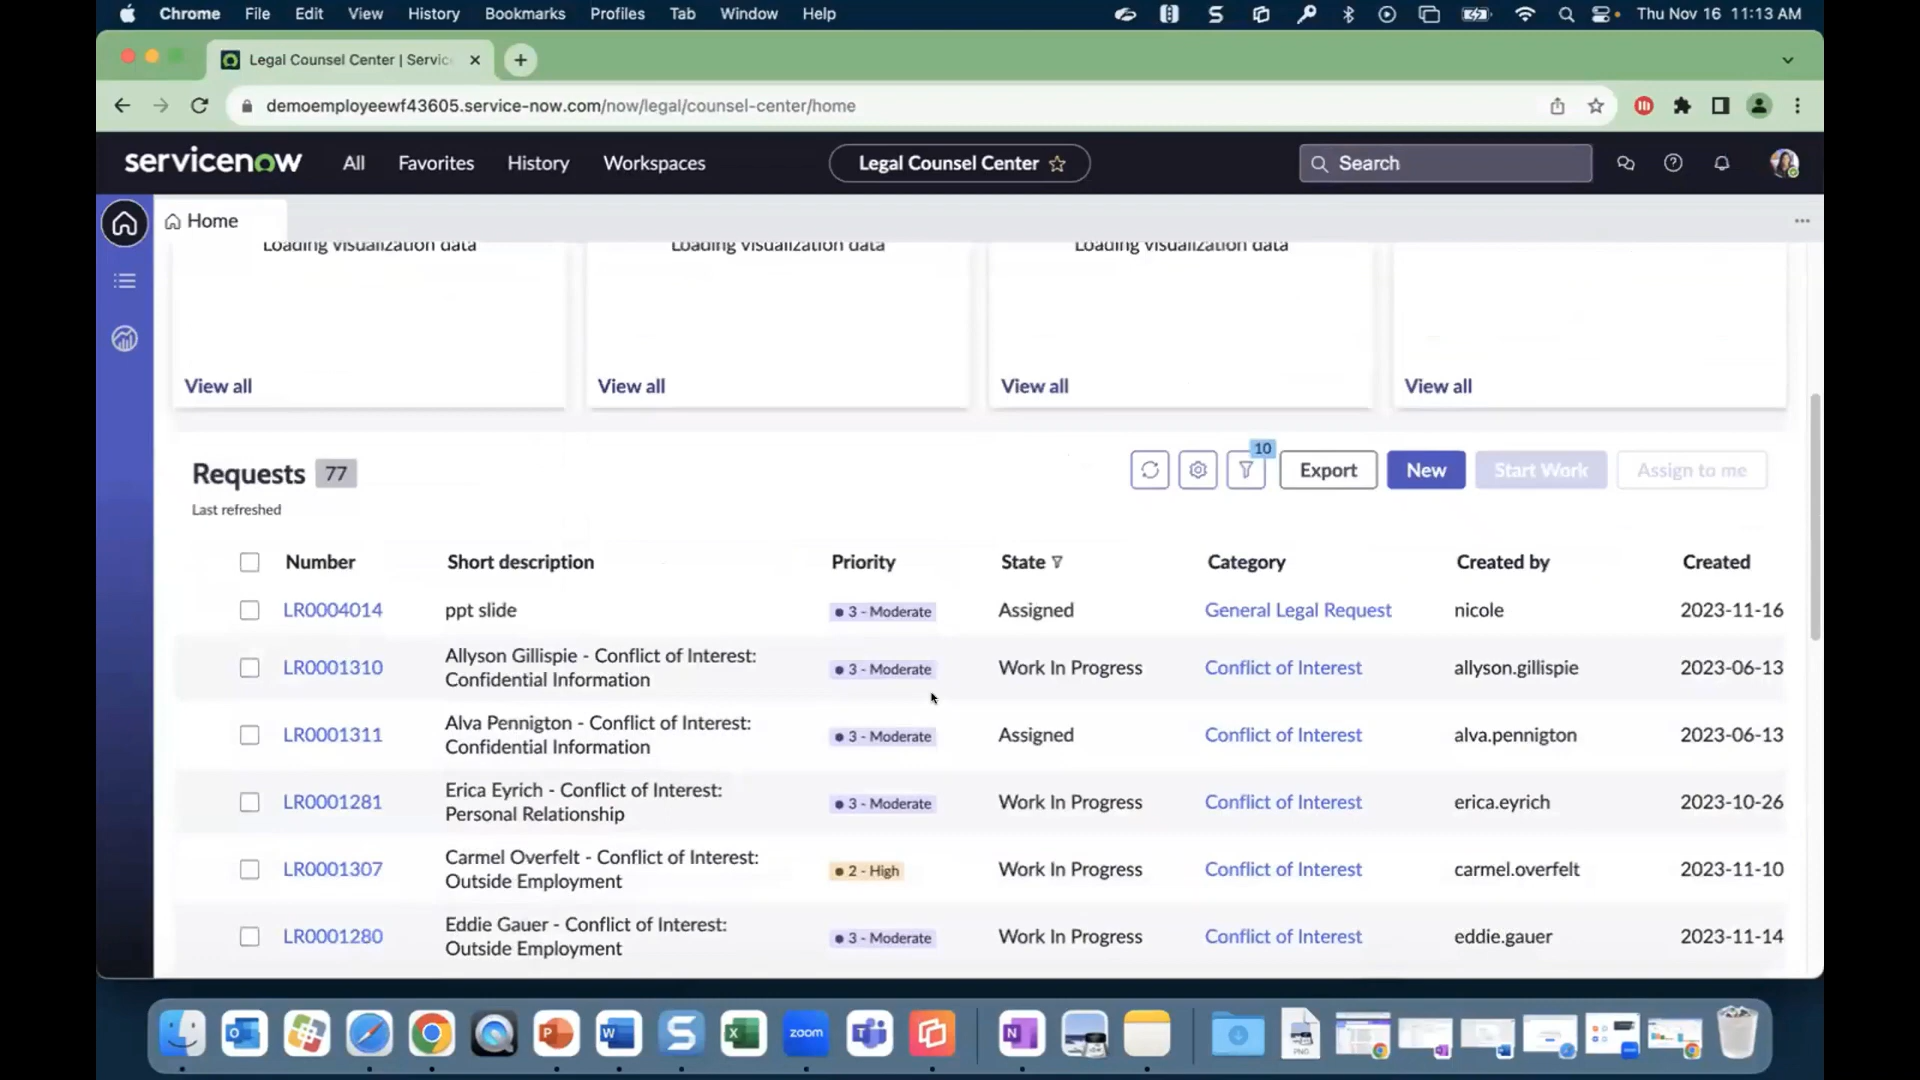 Chrome File Edit View History Bookmarks Profiles Tab Window Help Thu Nov 16 11:13 AM
Legal Counsel Center | Servic
demoemployeewf43605.service-now.com/now/legal/counsel-center/home
servicenow All Favorites History Workspaces Legal Counsel Center Search
Home
Loading visualization data Loading visualization data Loading visualization data
View all View all View all View all
Requests 77 10 Export New Start Work Assign to me
Last refreshed
Number Short description Priority State Category Created by Created
LR0004014 ppt slide 3 - Moderate Assigned General Legal Request nicole 2023-11-16
LR0001310 Allyson Gillispie - Conflict of Interest: 3 - Moderate Work In Progress Conflict of Interest allyson.gillispie 2023-06-13
Confidential Information
LR0001311 Alva Pennigton - Conflict of Interest: 3 - Moderate Assigned Conflict of Interest alva.pennigton 2023-06-13
Confidential Information
LR0001281 Erica Eyrich - Conflict of Interest: 3 - Moderate Work In Progress Conflict of Interest erica.eyrich 2023-10-26
Personal Relationship
LR0001307 Carmel Overfelt - Conflict of Interest: 2 - High Work In Progress Conflict of Interest carmel.overfelt 2023-11-10
Outside Employment
LR0001280 Eddie Gauer - Conflict of Interest: 3 - Moderate Work In Progress Conflict of Interest eddie.gauer 2023-11-14
Outside Employment
zoom
PNG